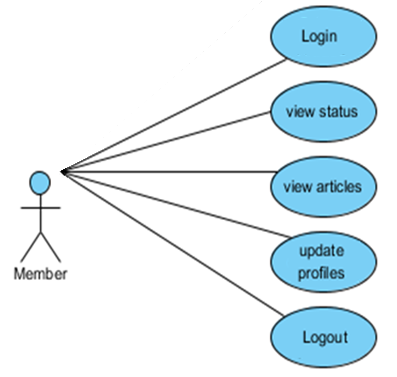 Login
view status
view articles
update
profiles
Logout
Member